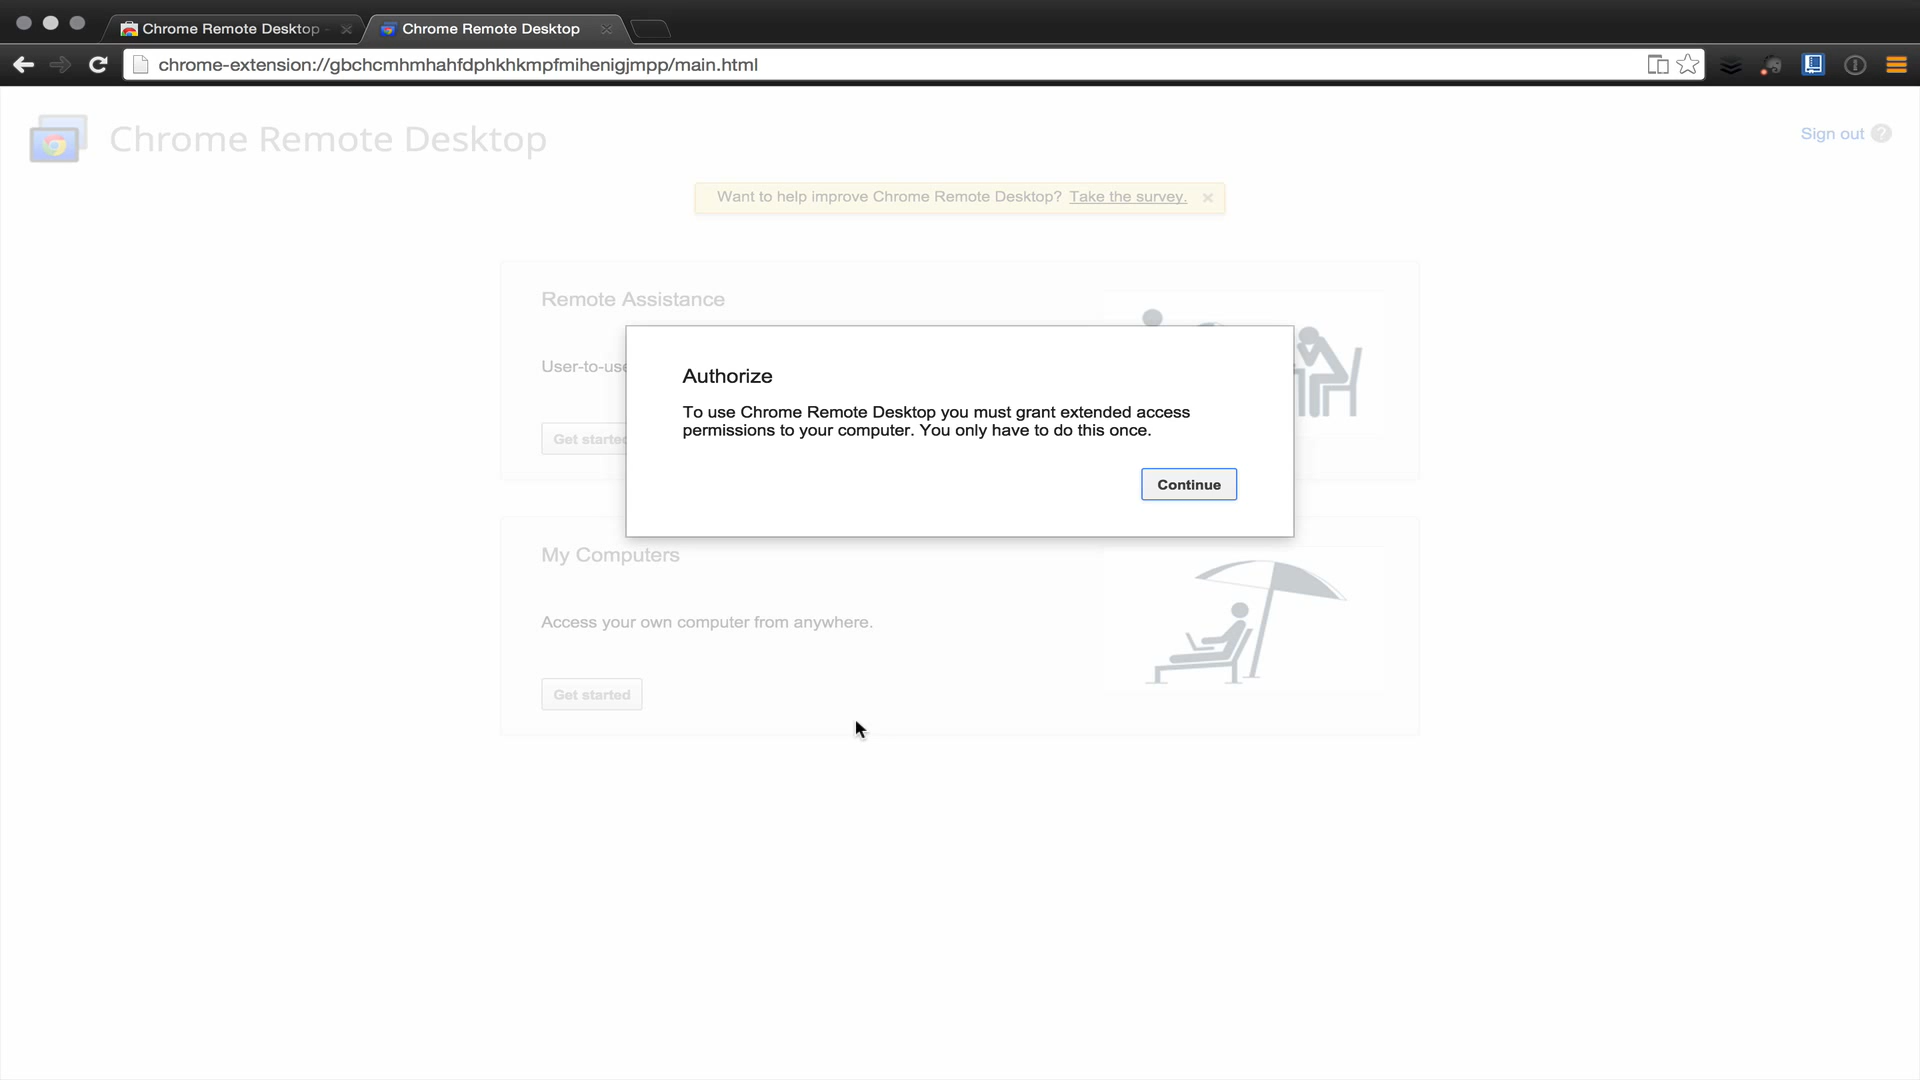 Chrome Remote Desktop -
Chrome Remote Desktop
chrome-extension://gbchcmhmhahfdphkhkmpfmihenigjmpp/main.html
Chrome Remote Desktop
Sign out ?
Want to help improve Chrome Remote Desktop? Take the survey. ×
Remote Assistance
User-to-use
Get started
Authorize
To use Chrome Remote Desktop you must grant extended access
permissions to your computer. You only have to do this once.
Continue
My Computers
Access your own computer from anywhere.
Get started